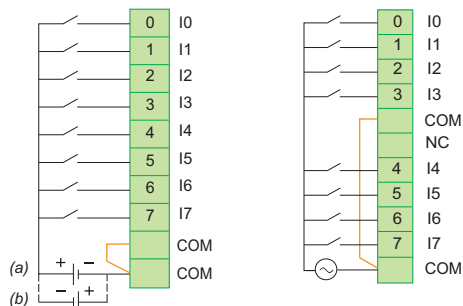 0 I0
1 I1
2 I2
3 I3
4 I4
5 I5
6 I6
7 I7
COM
(a) + − COM
(b) − +
0 I0
1 I1
2 I2
3 I3
COM
NC
4 I4
5 I5
6 I6
7 I7
COM